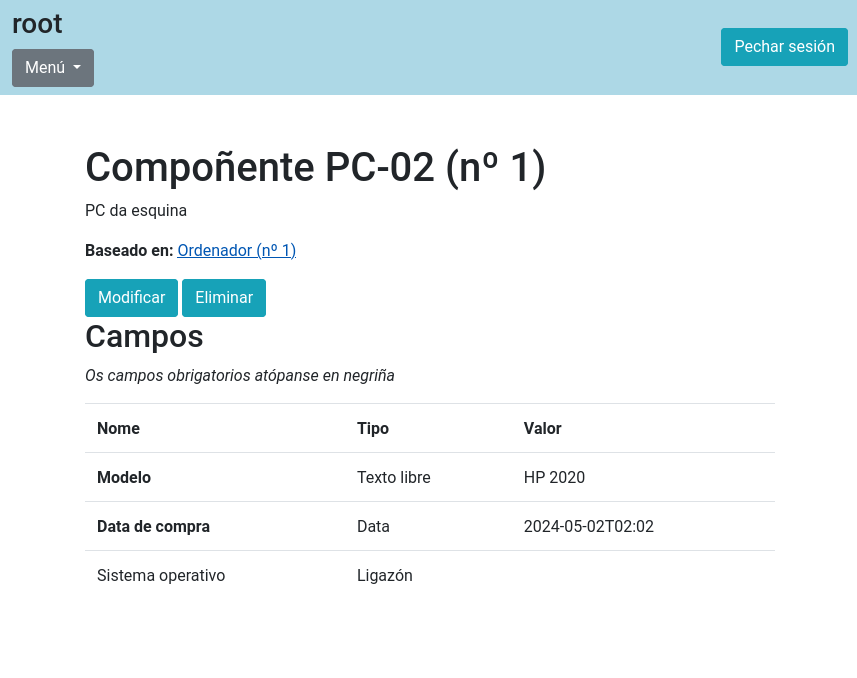 root
Menú
Pechar sesión
Compoñente PC-02 (nº 1)
PC da esquina
Baseado en: Ordenador (nº 1)
Modificar Eliminar
Campos
Os campos obrigatorios atópanse en negriña
Nome Tipo Valor
Modelo Texto libre HP 2020
Data de compra Data 2024-05-02T02:02
Sistema operativo Ligazón